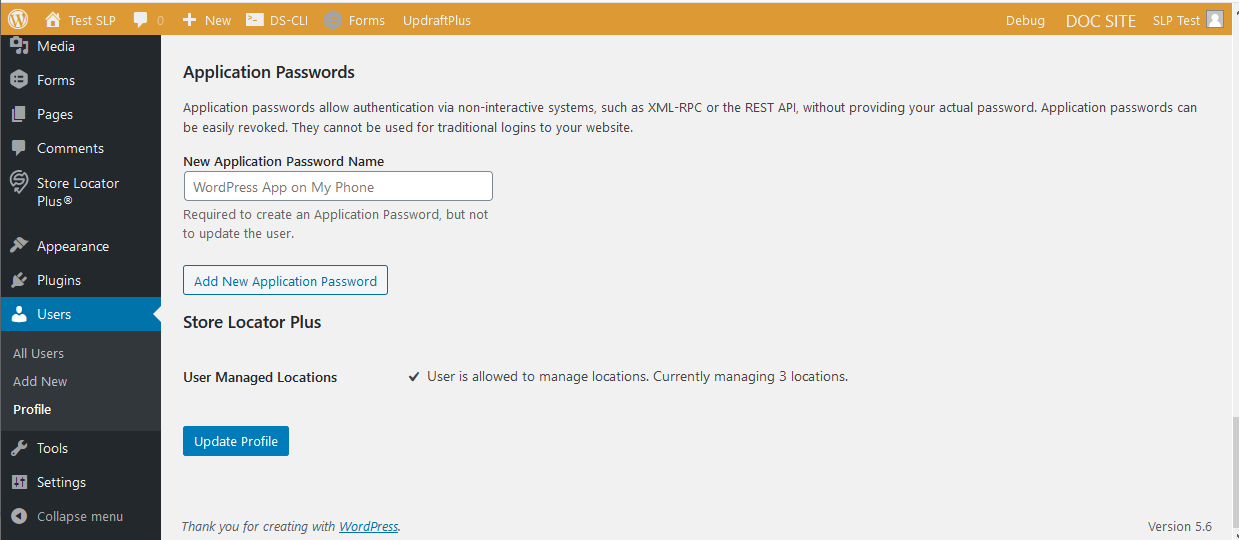 Test SLP 0 New DS-CLI Forms UpdraftPlus Debug DOC SITE SLP Test
Media
Forms
Pages
Comments
Store Locator
Plus®
Appearance
Plugins
Users
All Users
Add New
Profile
Tools
Settings
Collapse menu
Application Passwords
Application passwords allow authentication via non-interactive systems, such as XML-RPC or the REST API, without providing your actual password. Application passwords can
be easily revoked. They cannot be used for traditional logins to your website.
New Application Password Name
WordPress App on My Phone
Required to create an Application Password, but not
to update the user.
Add New Application Password
Store Locator Plus
User Managed Locations
User is allowed to manage locations. Currently managing 3 locations.
Update Profile
Thank you for creating with WordPress.
Version 5.6